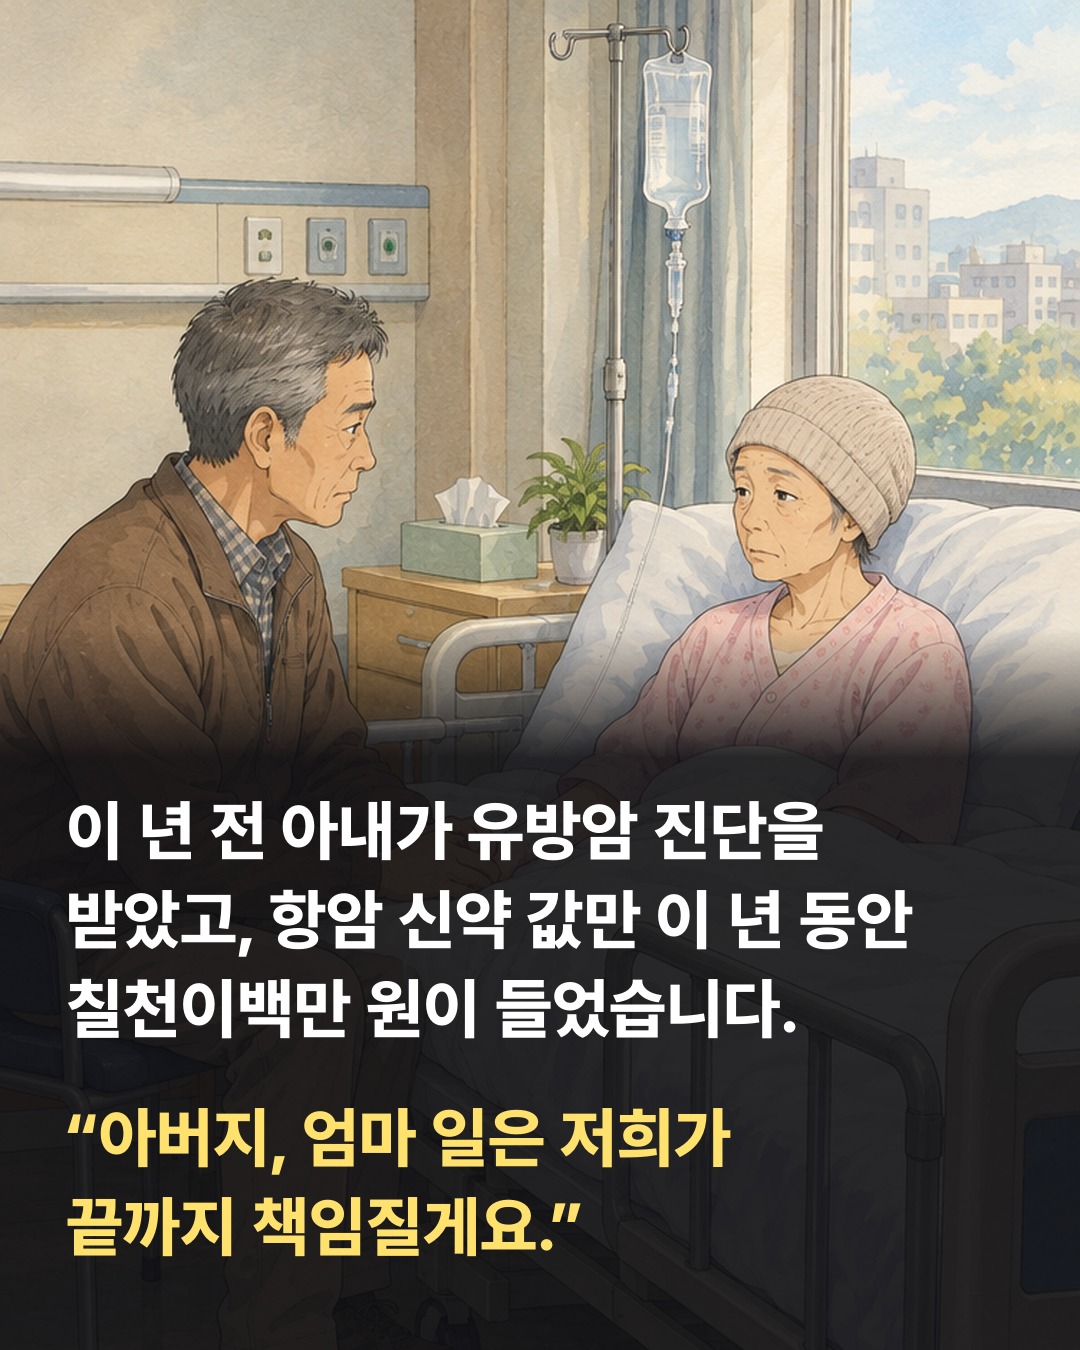 이 년 전 아내가 유방암 진단을
받았고, 항암 신약 값만 이 년 동안
칠천이백만 원이 들었습니다.
“아버지, 엄마 일은 저희가
끝까지 책임질게요.”